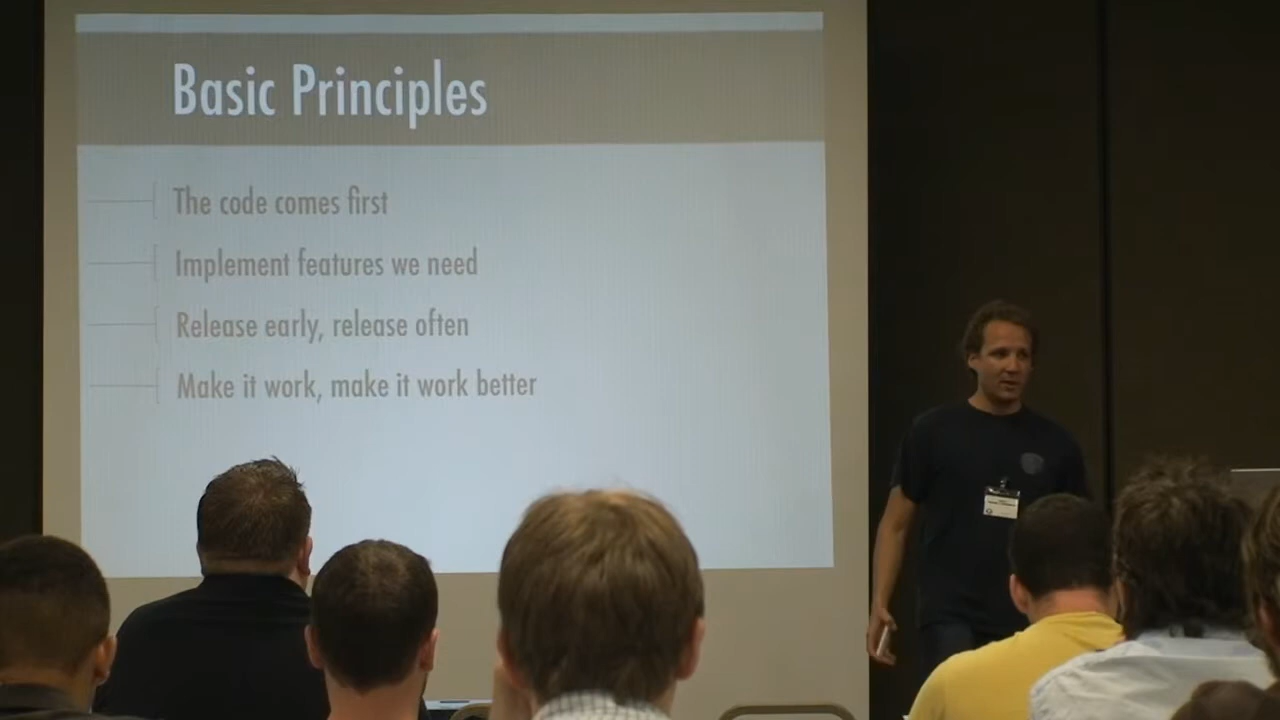 Basic Principles
The code comes first
Implement features we need
Release early, release often
Make it work, make it work better